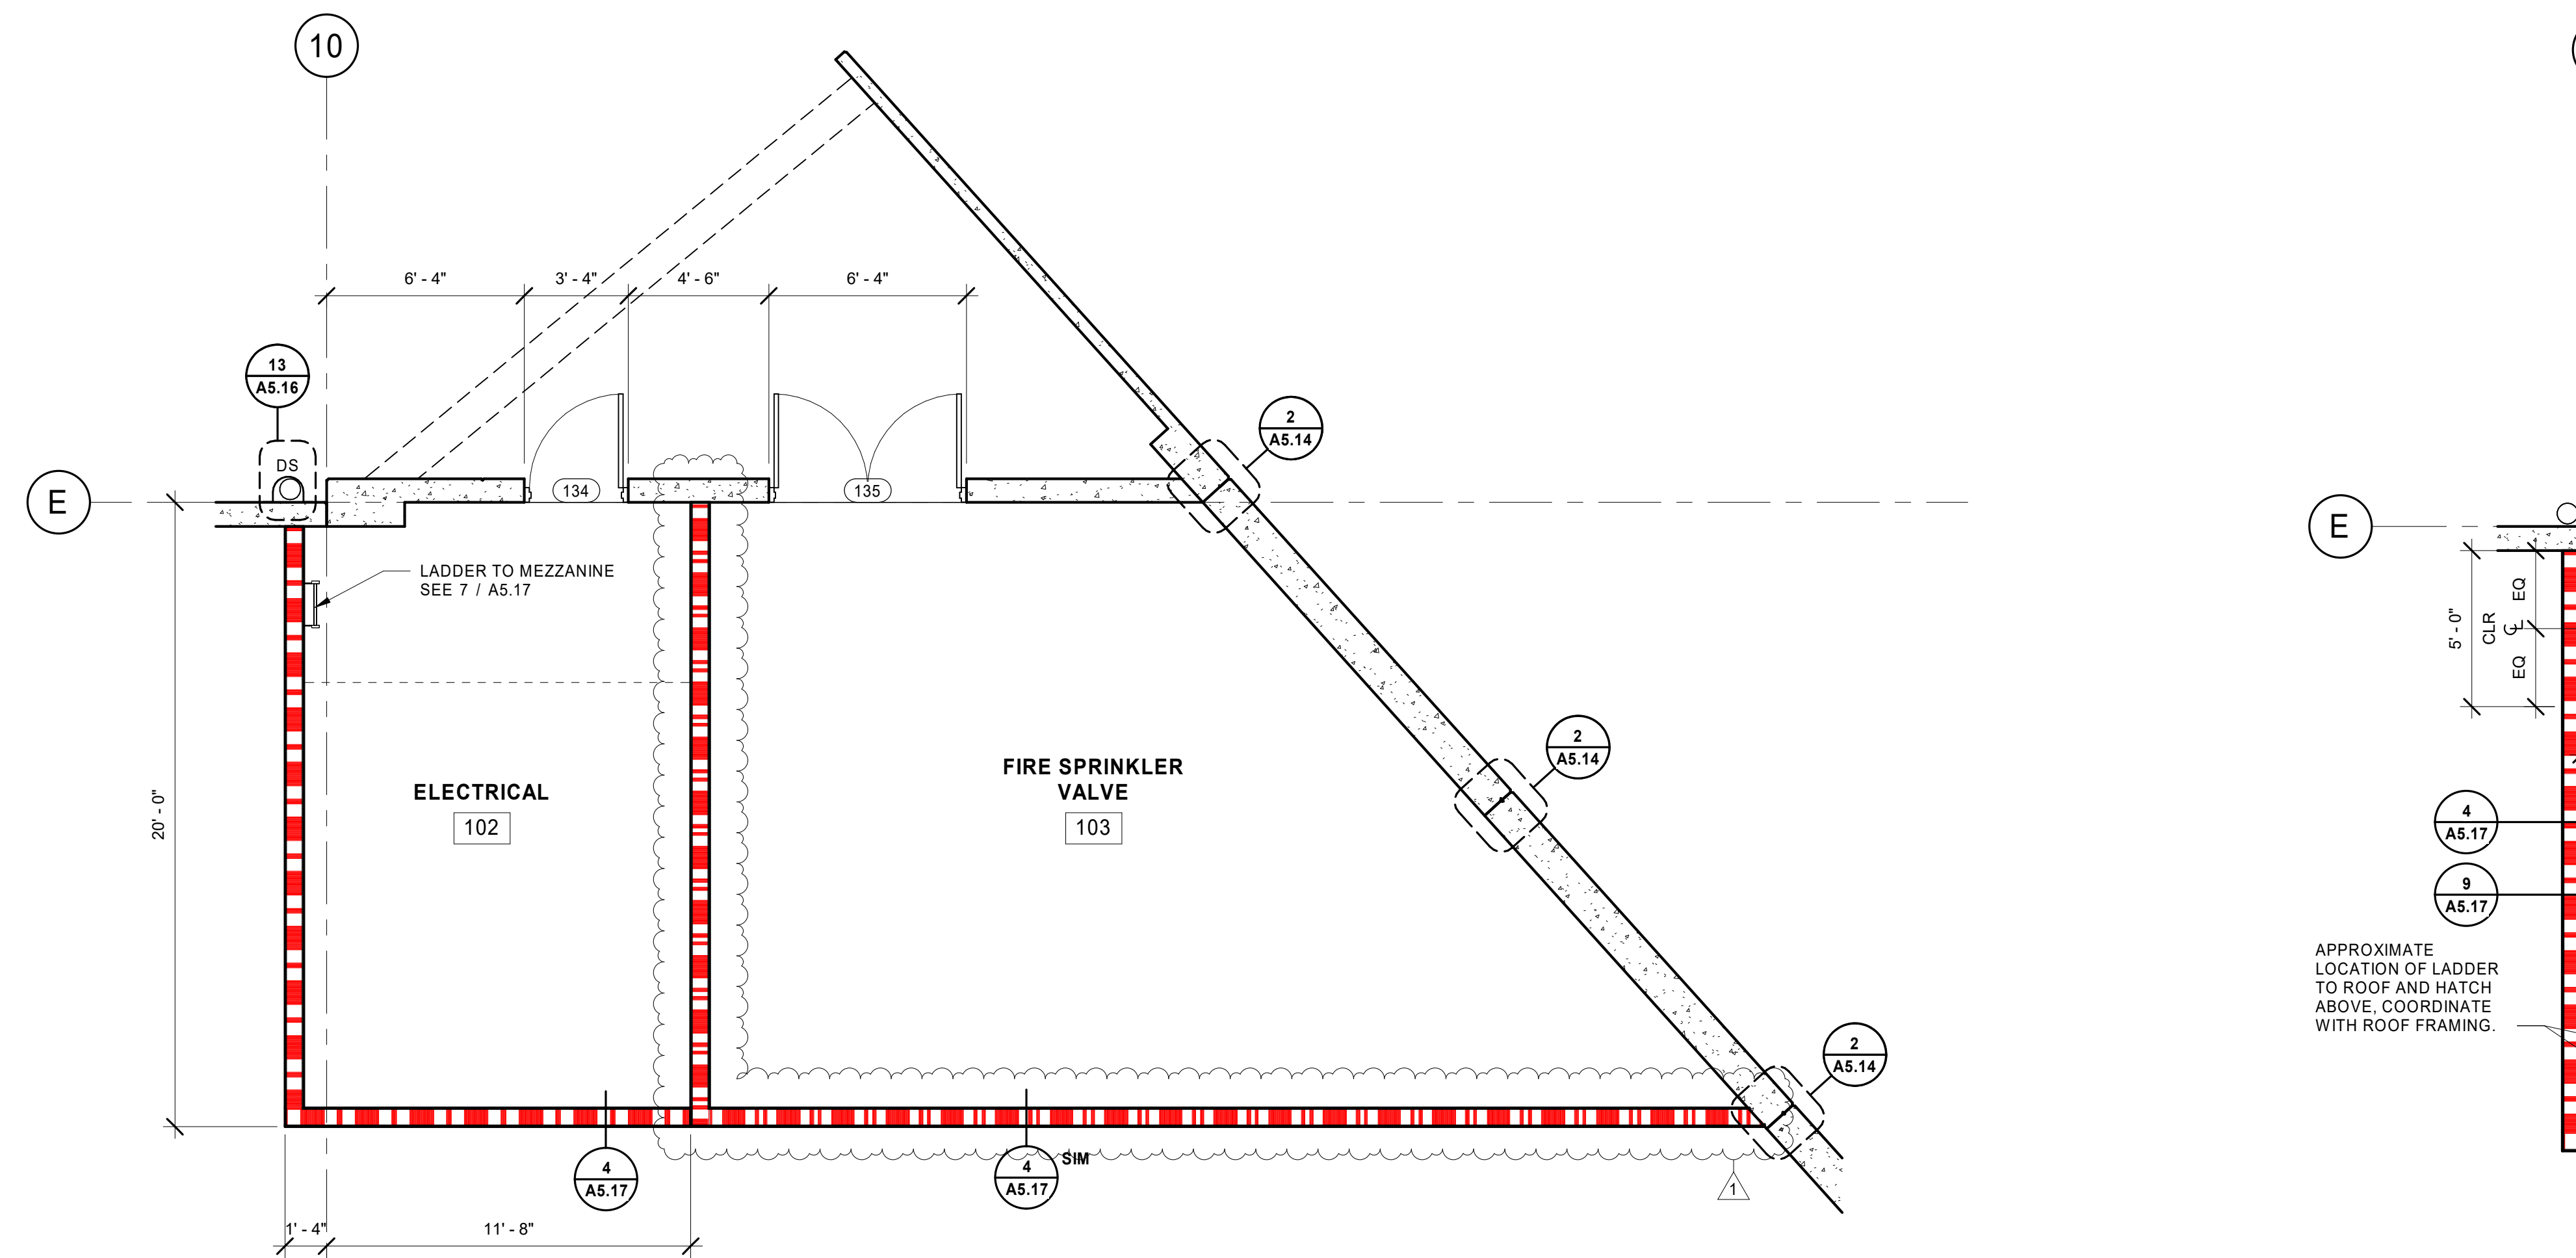 10
6' - 4"
3' - 4"
4' - 6"
6' - 4"
13
A5.16
2
A5.14
DS
E
134
135
LADDER TO MEZZANINE
SEE 7 / A5.17
20' - 0"
ELECTRICAL
102
FIRE SPRINKLER
VALVE
103
2
A5.14
2
A5.14
4
A5.17
4
A5.17
SIM
1
1' - 4"
11' - 8"
E
5' - 0"
CLR
EQ
CL
EQ
4
A5.17
9
A5.17
APPROXIMATE
LOCATION OF LADDER
TO ROOF AND HATCH
ABOVE, COORDINATE
WITH ROOF FRAMING.